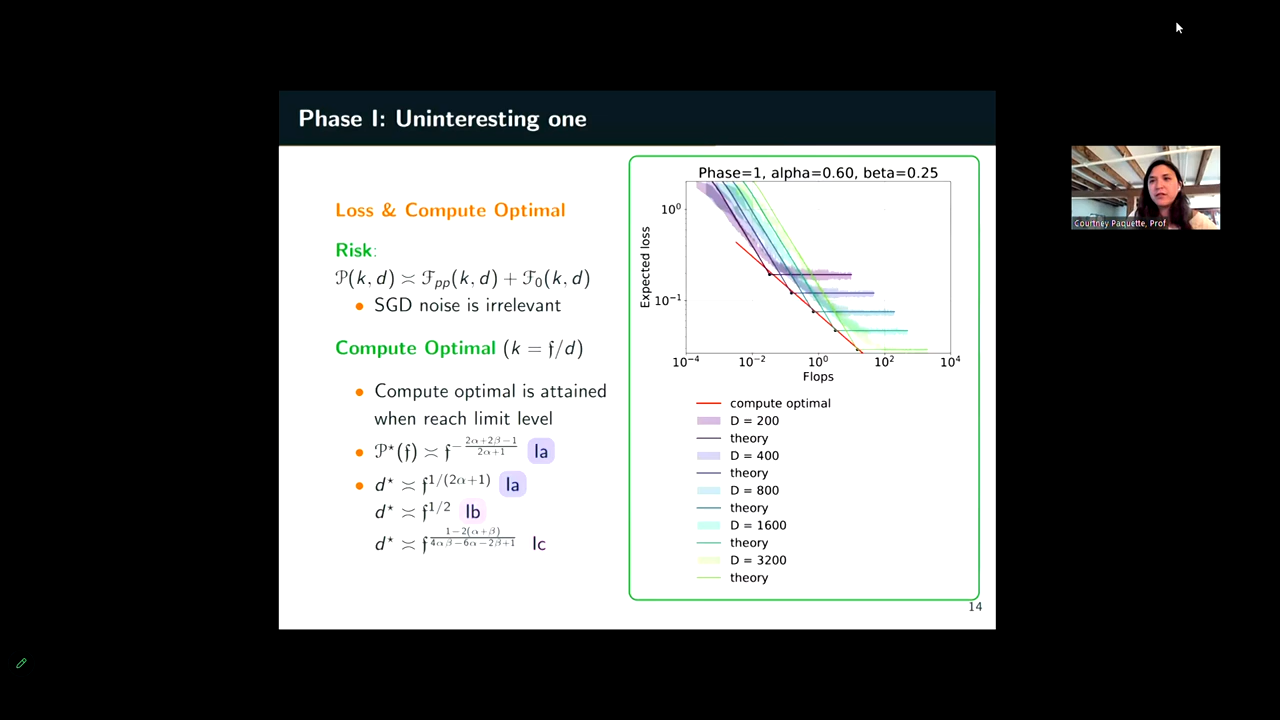 Phase I: Uninteresting one
Loss & Compute Optimal
Risk:
𝒫(k, d) ≍ ℱ_pp(k, d) + ℱ_0(k, d)
• SGD noise is irrelevant
Compute Optimal (k = 𝔣/d)
• Compute optimal is attained
when reach limit level
• 𝒫⋆(𝔣) ≍ 𝔣^{-(2α+2β−1)/(2α+1)} Ia
• d⋆ ≍ 𝔣^{1/(2α+1)} Ia
d⋆ ≍ 𝔣^{1/2} Ib
d⋆ ≍ 𝔣^{(1−2(α+β))/(4αβ−6α−2β+1)} Ic
Phase=1, alpha=0.60, beta=0.25
10^0
10^−1
Expected loss
10^−4 10^−2 10^0 10^2 10^4
Flops
compute optimal
D = 200
theory
D = 400
theory
D = 800
theory
D = 1600
theory
D = 3200
theory
14
Courtney Paquette, Prof